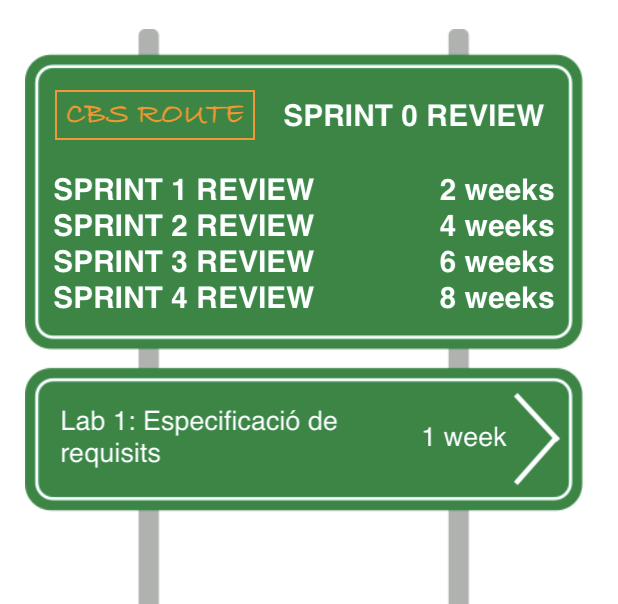 CBS ROUTE SPRINT 0 REVIEW
SPRINT 1 REVIEW 2 weeks
SPRINT 2 REVIEW 4 weeks
SPRINT 3 REVIEW 6 weeks
SPRINT 4 REVIEW 8 weeks
Lab 1: Especificació de
requisits
1 week